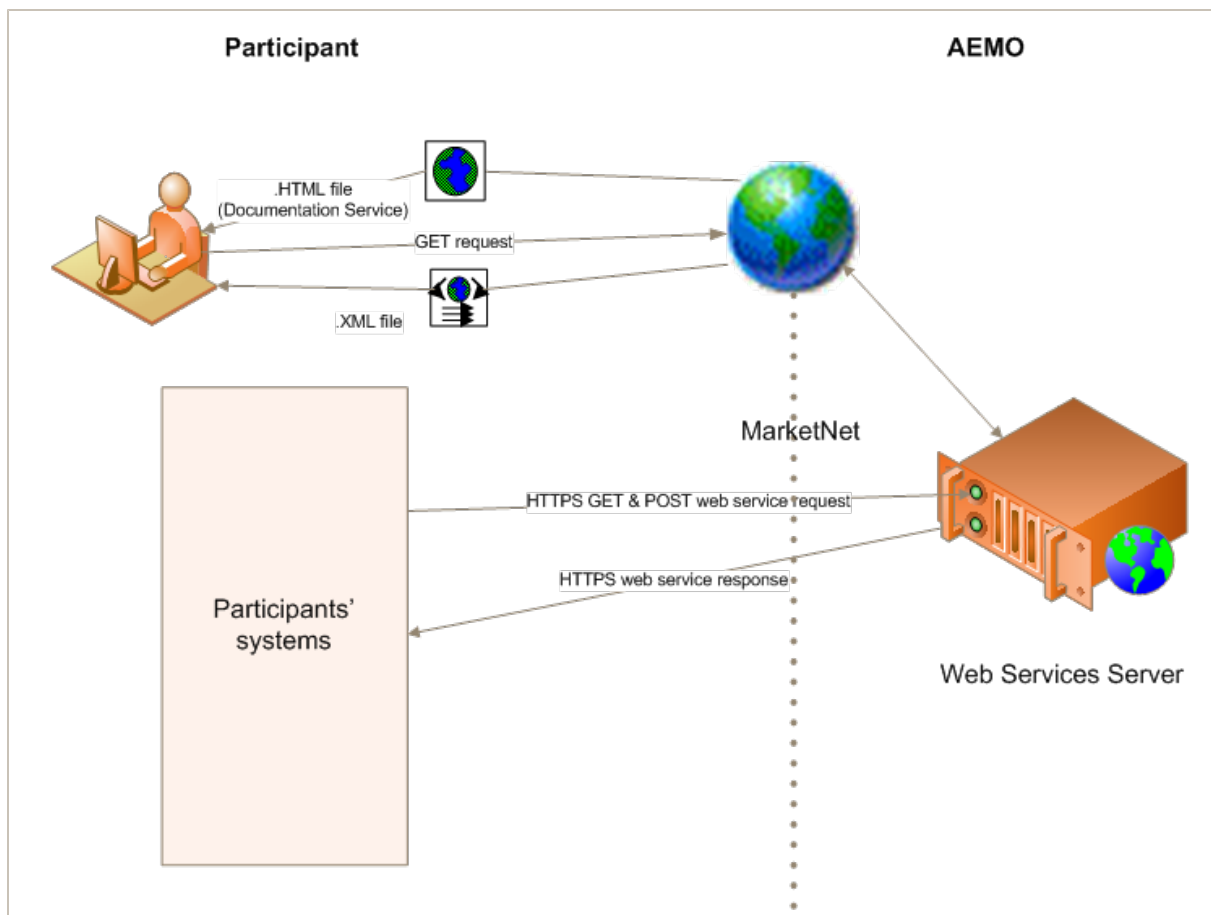 Participant
AEMO
.HTML file
(Documentation Service)
GET request
.XML file
MarketNet
HTTPS GET & POST web service request
HTTPS web service response
Participants’
systems
Web Services Server